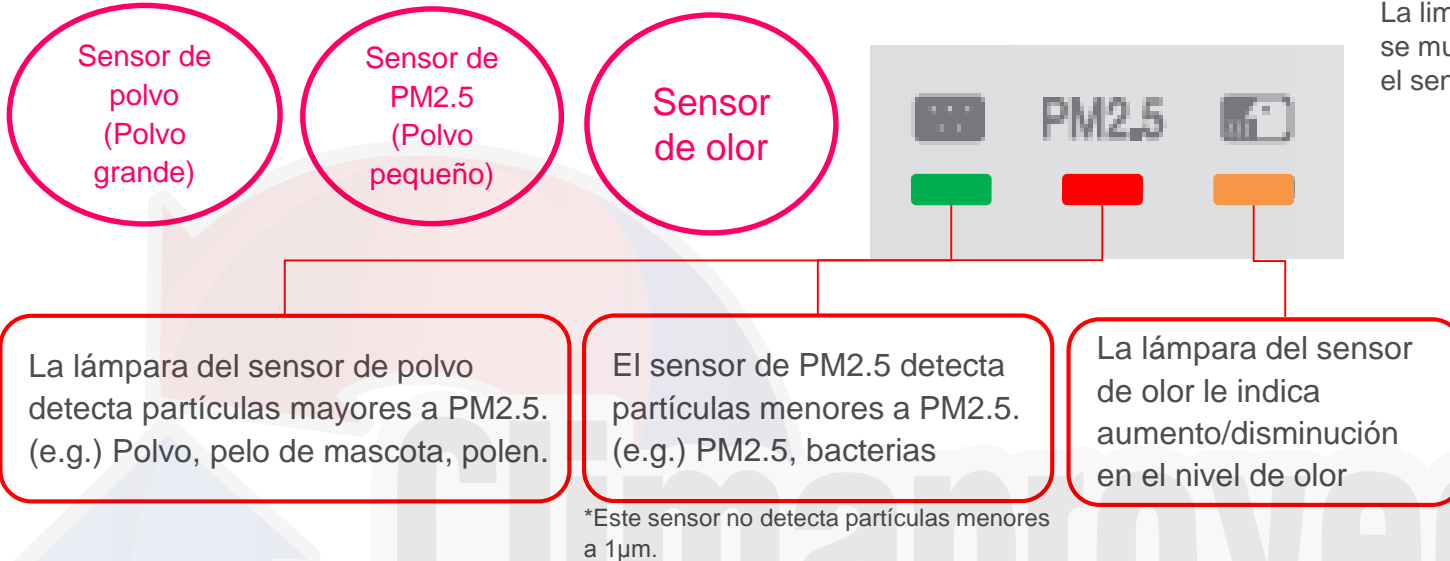 Sensor de
polvo
(Polvo
grande)
Sensor de
PM2.5
(Polvo
pequeño)
Sensor
de olor
PM2.5
La
se
el
La lámpara del sensor de polvo
detecta partículas mayores a PM2.5.
(e.g.) Polvo, pelo de mascota, polen.
El sensor de PM2.5 detecta
partículas menores a PM2.5.
(e.g.) PM2.5, bacterias
*Este sensor no detecta partículas menores
a 1μm.
La lámpara del sensor
de olor le indica
aumento/disminución
en el nivel de olor